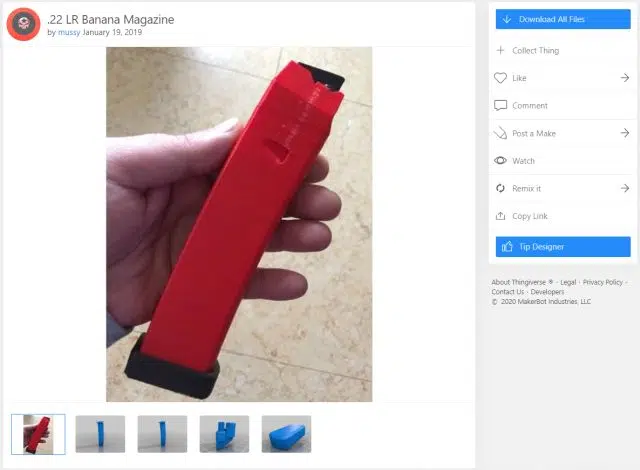 .22 LR Banana Magazine
by mussy January 19, 2019
Download All Files
Collect Thing
Like
Comment
Post a Make
Watch
Remix it
Copy Link
Tip Designer
About Thingiverse ® · Legal · Privacy Policy ·
Contact Us · Developers
© 2020 MakerBot Industries, LLC